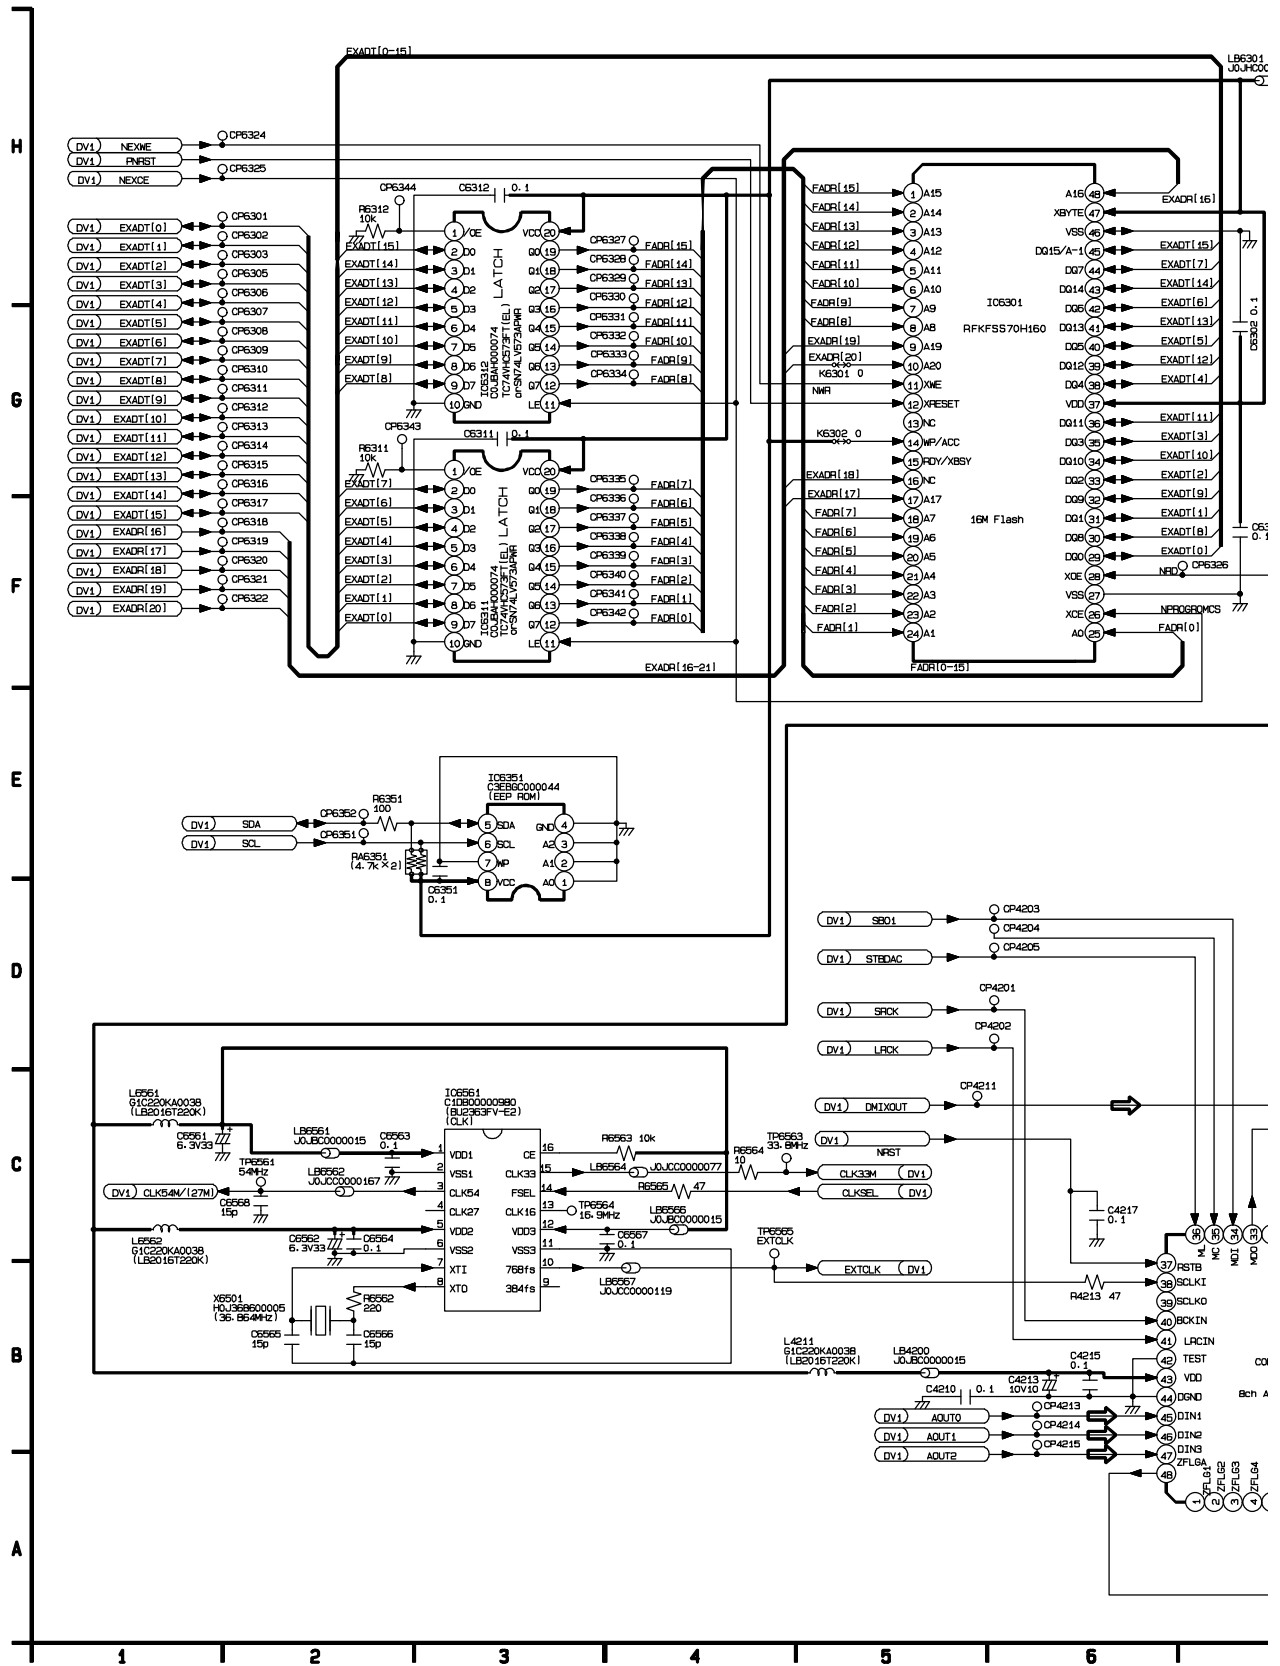 EXADT[0-15]
LB6301
H
DV1 NEXWE
CP6324
DV1 PNRST
DV1 NEXCE
CP6325
DV1 EXADT[0]
CP6301
DV1 EXADT[1]
CP6302
DV1 EXADT[2]
CP6303
DV1 EXADT[3]
CP6305
DV1 EXADT[4]
CP6306
DV1 EXADT[5]
CP6307
DV1 EXADT[6]
CP6308
DV1 EXADT[7]
CP6309
DV1 EXADT[8]
CP6310
DV1 EXADT[9]
CP6311
DV1 EXADT[10]
CP6312
DV1 EXADT[11]
CP6313
DV1 EXADT[12]
CP6314
DV1 EXADT[13]
CP6315
DV1 EXADT[14]
CP6316
DV1 EXADT[15]
CP6317
DV1 EXADR[16]
CP6318
DV1 EXADR[17]
CP6319
DV1 EXADR[18]
CP6320
DV1 EXADR[19]
CP6321
DV1 EXADR[20]
CP6322
G
F
CP6344
R6312
10k
C6312 0.1
1 /OE VCC 20
EXADT[15] 2 D0 Q0 19 CP6327 FADR[15]
EXADT[14] 3 D1 Q1 18 CP6328 FADR[14]
EXADT[13] 4 D2 Q2 17 CP6329 FADR[13]
EXADT[12] 5 D3 Q3 16 CP6330 FADR[12]
EXADT[11] 6 D4 Q4 15 CP6331 FADR[11]
EXADT[10] 7 D5 Q5 14 CP6332 FADR[10]
EXADT[9] 8 D6 Q6 13 CP6333 FADR[9]
EXADT[8] 9 D7 Q7 12 CP6334 FADR[8]
10 GND LE 11
LATCH
IC6312
C0JBAH000074
TC74VHC573FT(EL)
orSN74LV573APWR
CP6343
R6311
10k
C6311 0.1
1 /OE VCC 20
EXADT[7] 2 D0 Q0 19 CP6335 FADR[7]
EXADT[6] 3 D1 Q1 18 CP6336 FADR[6]
EXADT[5] 4 D2 Q2 17 CP6337 FADR[5]
EXADT[4] 5 D3 Q3 16 CP6338 FADR[4]
EXADT[3] 6 D4 Q4 15 CP6339 FADR[3]
EXADT[2] 7 D5 Q5 14 CP6340 FADR[2]
EXADT[1] 8 D6 Q6 13 CP6341 FADR[1]
EXADT[0] 9 D7 Q7 12 CP6342 FADR[0]
10 GND LE 11
LATCH
IC6311
C0JBAH000074
TC74VHC573FT(EL)
orSN74LV573APWR
EXADR[16-21]
FADR[15] 1 A15 A16 48 EXADR[16]
FADR[14] 2 A14 XBYTE 47
FADR[13] 3 A13 VSS 46
FADR[12] 4 A12 DQ15/A-1 45 EXADT[15]
FADR[11] 5 A11 DQ7 44 EXADT[7]
FADR[10] 6 A10 DQ14 43 EXADT[14]
FADR[9] 7 A9 DQ6 42 EXADT[6]
FADR[8] 8 A8 DQ13 41 EXADT[13]
EXADR[19] 9 A19 DQ5 40 EXADT[5]
EXADR[20] 10 A20 DQ12 39 EXADT[12]
K6301 0
11 XWE DQ4 38 EXADT[4]
NWR
12 XRESET VDD 37
13 NC DQ11 36 EXADT[11]
K6302 0
14 WP/ACC DQ3 35 EXADT[3]
15 RDY/XBSY DQ10 34 EXADT[10]
EXADR[18] 16 NC DQ2 33 EXADT[2]
EXADR[17] 17 A17 DQ9 32 EXADT[9]
FADR[7] 18 A7 DQ1 31 EXADT[1]
FADR[6] 19 A6 DQ8 30 EXADT[8]
FADR[5] 20 A5 DQ0 29 EXADT[0]
FADR[4] 21 A4 XOE 28 NRD CP6326
FADR[3] 22 A3 VSS 27
FADR[2] 23 A2 XCE 26 NPROGROMCS
FADR[1] 24 A1 A0 25 FADR[0]
IC6301
RFKFSS70H160
16M Flash
C6302 0.1
0.1
FADR[0-15]
E
IC6351
C3EBGC000044
(EEP ROM)
DV1 SDA
CP6352
R6351
100
5 SDA GND 4
DV1 SCL
CP6351
6 SCL A2 3
RA6351
(4.7k×2)
7 WP A1 2
8 VCC A0 1
C6351
0.1
D
DV1 SBO1
CP4203
CP4204
DV1 STBDAC
CP4205
DV1 SRCK
CP4201
DV1 LRCK
CP4202
DV1 DMIXOUT
CP4211
DV1
NRST
C
L6561
G1C220KA0038
(LB2016T220K)
C6561
6.3V33
LB6561
J0JBC0000015
C6563
0.1
IC6561
C1DB00000980
(BU2363FV-E2)
(CLK)
1 VDD1 CE 16
2 VSS1 CLK33 15
3 CLK54 FSEL 14
4 CLK27 CLK16 13
5 VDD2 VDD3 12
6 VSS2 VSS3 11
7 XTI 768fs 10
8 XTO 384fs 9
TP6561
54MHz
LB6562
J0JCC0000167
DV1 CLK54M/(27M)
C6568
15p
L6562
G1C220KA0038
(LB2016T220K)
C6562
6.3V33
C6564
0.1
X6501
H0J368600005
(36.864MHz)
R6562
220
C6565
15p
C6566
15p
R6563 10k
LB6564 J0JCC0000077
R6564
10
TP6563
33.8MHz
CLK33M DV1
R6565 47
CLKSEL DV1
TP6564
16.9MHz
LB6566
J0JBC0000015
C6567
0.1
TP6565
EXTCLK
LB6567
J0JCC0000119
EXTCLK DV1
R4213 47
C4217
0.1
36 ML
35 MC
34 MDI
33 MDO
37 RSTB
38 SCLKI
39 SCLKO
40 BCKIN
41 LRCIN
42 TEST
43 VDD
44 DGND
45 DIN1
46 DIN2
47 DIN3
48 ZFLGA
1 ZFLG1
2 ZFLG2
3 ZFLG3
4 ZFLG4
8ch A
B
L4211
G1C220KA0038
(LB2016T220K)
LB4200
J0JBC0000015
C4215
0.1
C4213
10V10
C4210 0.1
DV1 AOUT0
CP4213
DV1 AOUT1
CP4214
DV1 AOUT2
CP4215
A
1 2 3 4 5 6